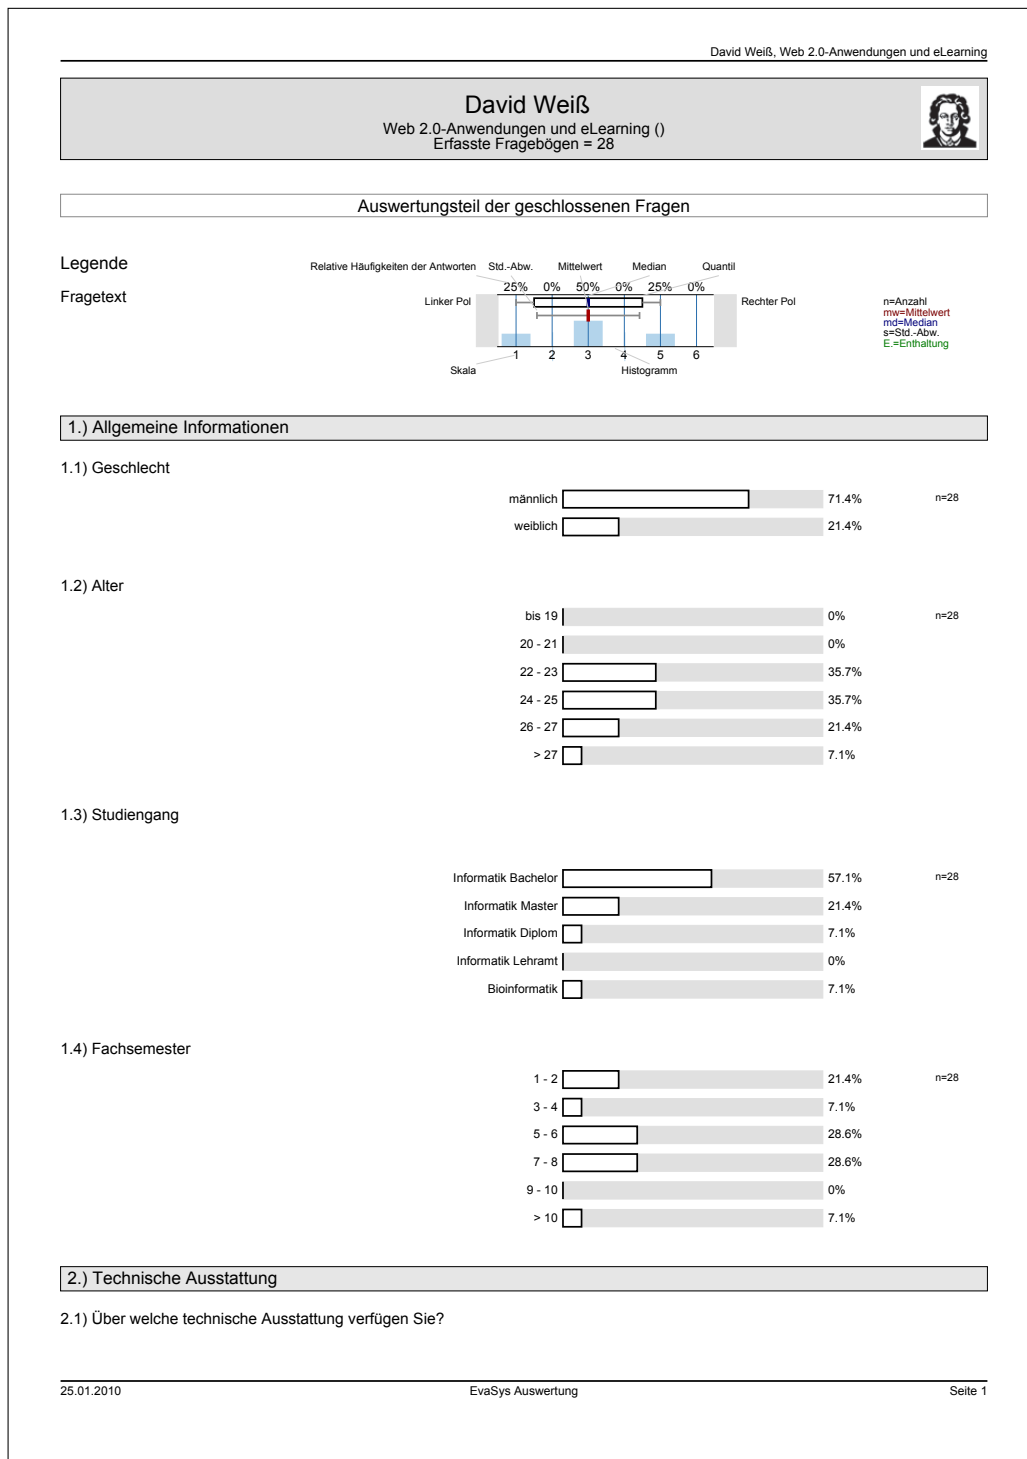 David Weiß, Web 2.0-Anwendungen und eLearning
David Weiß
Web 2.0-Anwendungen und eLearning ()
Erfasste Fragebögen = 28
Auswertungsteil der geschlossenen Fragen
Legende
Relative Häufigkeiten der Antworten Std.-Abw. Mittelwert Median Quantil
Fragetext
25% 0% 50% 0% 25% 0%
Linker Pol Rechter Pol
n=Anzahl
mw=Mittelwert
md=Median
s=Std.-Abw.
E.=Enthaltung
1 2 3 4 5 6
Skala Histogramm
1.) Allgemeine Informationen
1.1) Geschlecht
männlich 71.4% n=28
weiblich 21.4%
1.2) Alter
bis 19 0% n=28
20 - 21 0%
22 - 23 35.7%
24 - 25 35.7%
26 - 27 21.4%
> 27 7.1%
1.3) Studiengang
Informatik Bachelor 57.1% n=28
Informatik Master 21.4%
Informatik Diplom 7.1%
Informatik Lehramt 0%
Bioinformatik 7.1%
1.4) Fachsemester
1 - 2 21.4% n=28
3 - 4 7.1%
5 - 6 28.6%
7 - 8 28.6%
9 - 10 0%
> 10 7.1%
2.) Technische Ausstattung
2.1) Über welche technische Ausstattung verfügen Sie?
25.01.2010 EvaSys Auswertung Seite 1